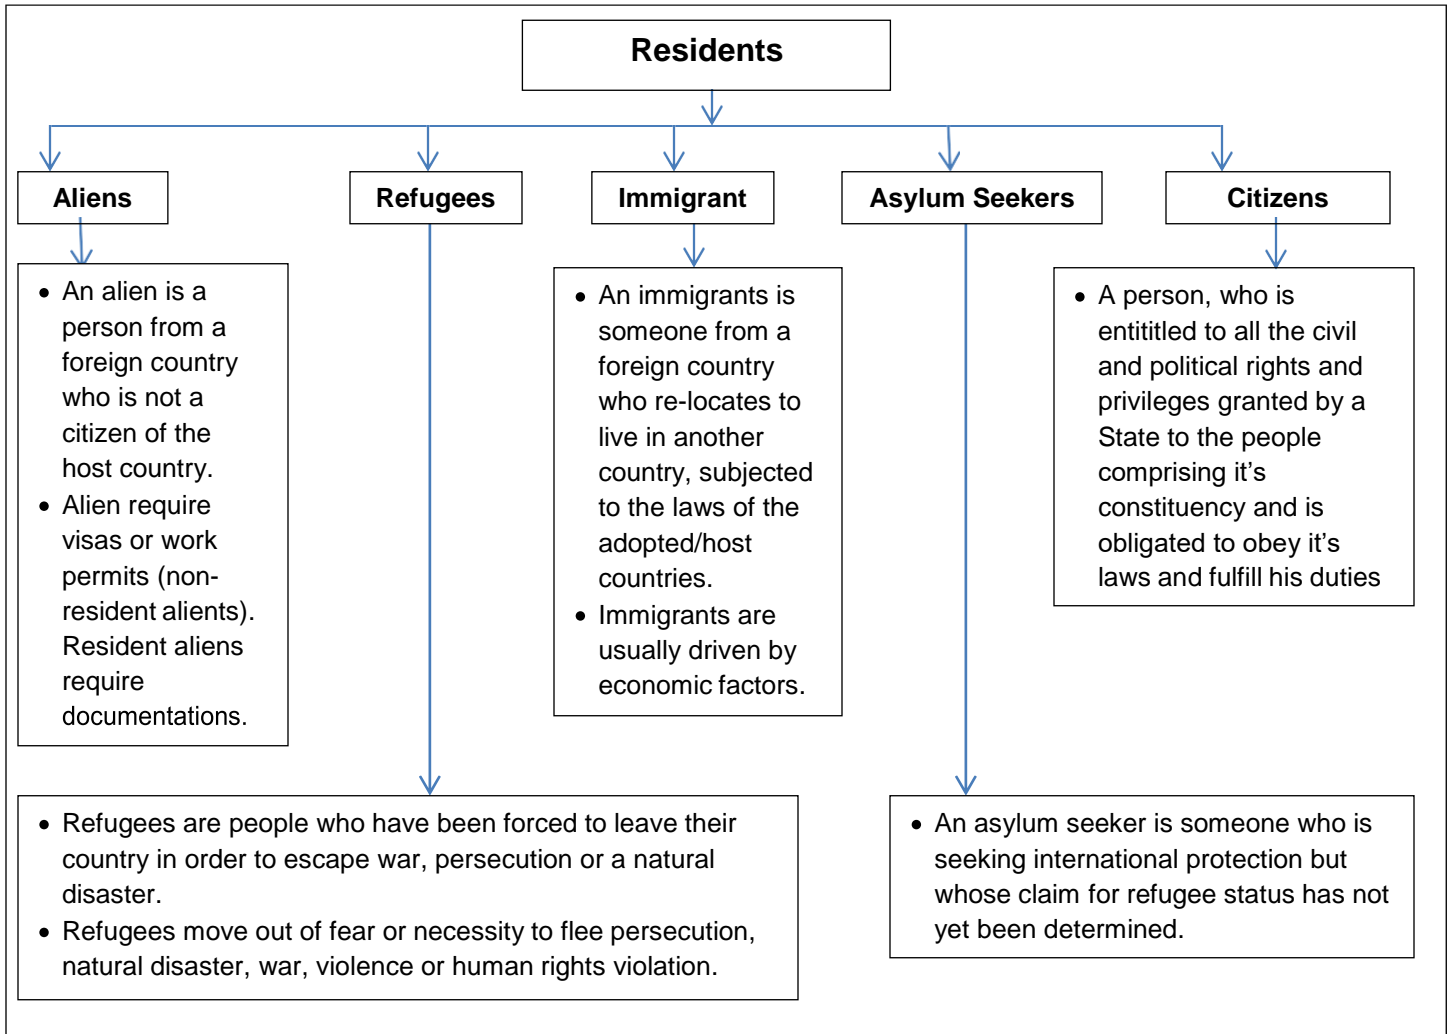 Residents
Aliens
Refugees
Immigrant
Asylum Seekers
Citizens
• An alien is a
person from a
foreign country
who is not a
citizen of the
host country.
• Alien require
visas or work
permits (non-
resident alients).
Resident aliens
require
documentations.
• An immigrants is
someone from a
foreign country
who re-locates to
live in another
country, subjected
to the laws of the
adopted/host
countries.
• Immigrants are
usually driven by
economic factors.
• A person, who is
entititled to all the civil
and political rights and
privileges granted by a
State to the people
comprising it's
constituency and is
obligated to obey it's
laws and fulfill his duties
• Refugees are people who have been forced to leave their
country in order to escape war, persecution or a natural
disaster.
• Refugees move out of fear or necessity to flee persecution,
natural disaster, war, violence or human rights violation.
• An asylum seeker is someone who is
seeking international protection but
whose claim for refugee status has not
yet been determined.